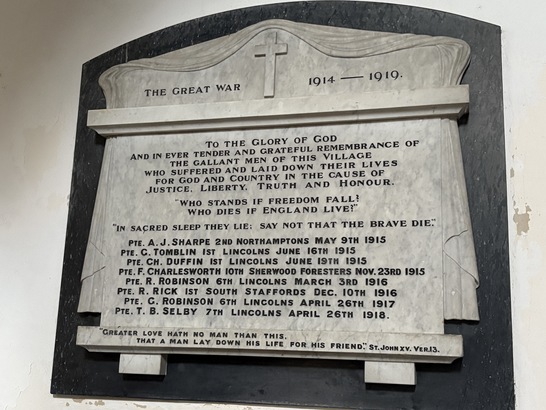 THE GREAT WAR 1914 — 1919.
TO THE GLORY OF GOD
AND IN EVER TENDER AND GRATEFUL REMEMBRANCE OF
THE GALLANT MEN OF THIS VILLAGE
WHO SUFFERED AND LAID DOWN THEIR LIVES
FOR GOD AND COUNTRY IN THE CAUSE OF
JUSTICE, LIBERTY, TRUTH AND HONOUR.
"WHO STANDS IF FREEDOM FALL?
WHO DIES IF ENGLAND LIVE?"
"IN SACRED SLEEP THEY LIE: SAY NOT THAT THE BRAVE DIE."
PTE. A. J. SHARPE 2ND NORTHAMPTONS MAY 9TH 1915
PTE. G. TOMBLIN 1ST LINCOLNS JUNE 16TH 1915
PTE. CH. DUFFIN 1ST LINCOLNS JUNE 19TH 1915
PTE. F. CHARLESWORTH 10TH SHERWOOD FORESTERS NOV. 23RD 1915
PTE. R. ROBINSON 6TH LINCOLNS MARCH 3RD 1916
PTE. R. RICK 1ST SOUTH STAFFORDS DEC. 10TH 1916
PTE. G. ROBINSON 6TH LINCOLNS APRIL 26TH 1917
PTE. T. B. SELBY 7TH LINCOLNS APRIL 26TH 1918.
"GREATER LOVE HATH NO MAN THAN THIS,
THAT A MAN LAY DOWN HIS LIFE FOR HIS FRIEND." ST. JOHN XV. VER. 13.